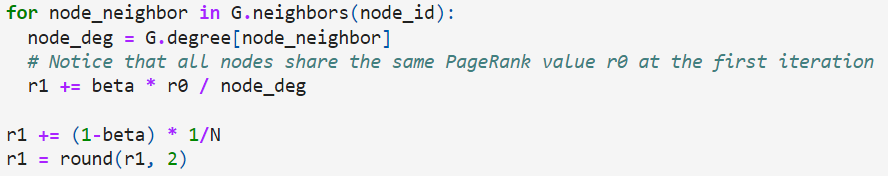 for node_neighbor in G.neighbors(node_id):
  node_deg = G.degree[node_neighbor]
  # Notice that all nodes share the same PageRank value r0 at the first iteration
  r1 += beta * r0 / node_deg

r1 += (1-beta) * 1/N
r1 = round(r1, 2)